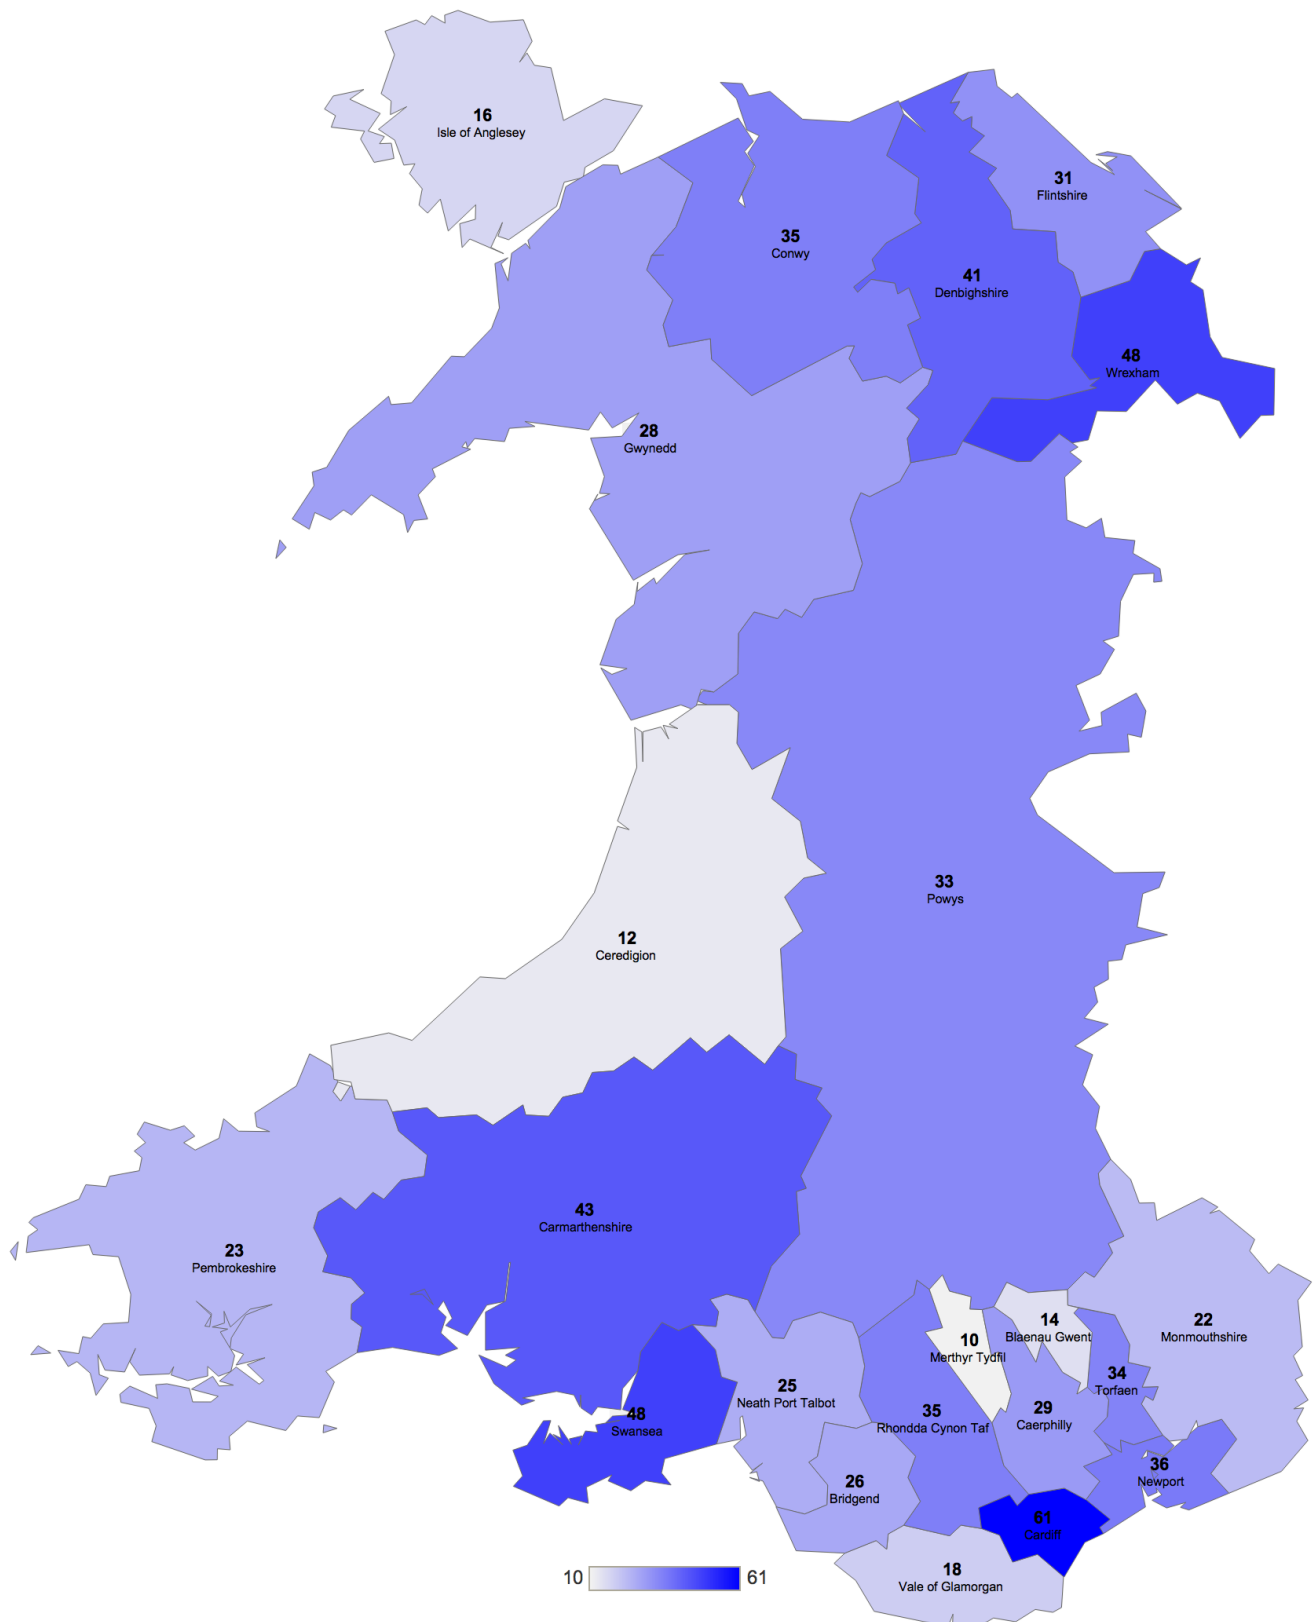 16
Isle of Anglesey
31
Flintshire
35
Conwy
41
Denbighshire
48
Wrexham
28
Gwynedd
33
Powys
12
Ceredigion
43
Carmarthenshire
23
Pembrokeshire
14
Blaenau Gwent
22
Monmouthshire
10
Merthyr Tydfil
34
Torfaen
25
Neath Port Talbot
35
Rhondda Cynon Taf
29
Caerphilly
48
Swansea
36
Newport
26
Bridgend
61
Cardiff
18
Vale of Glamorgan
10 61